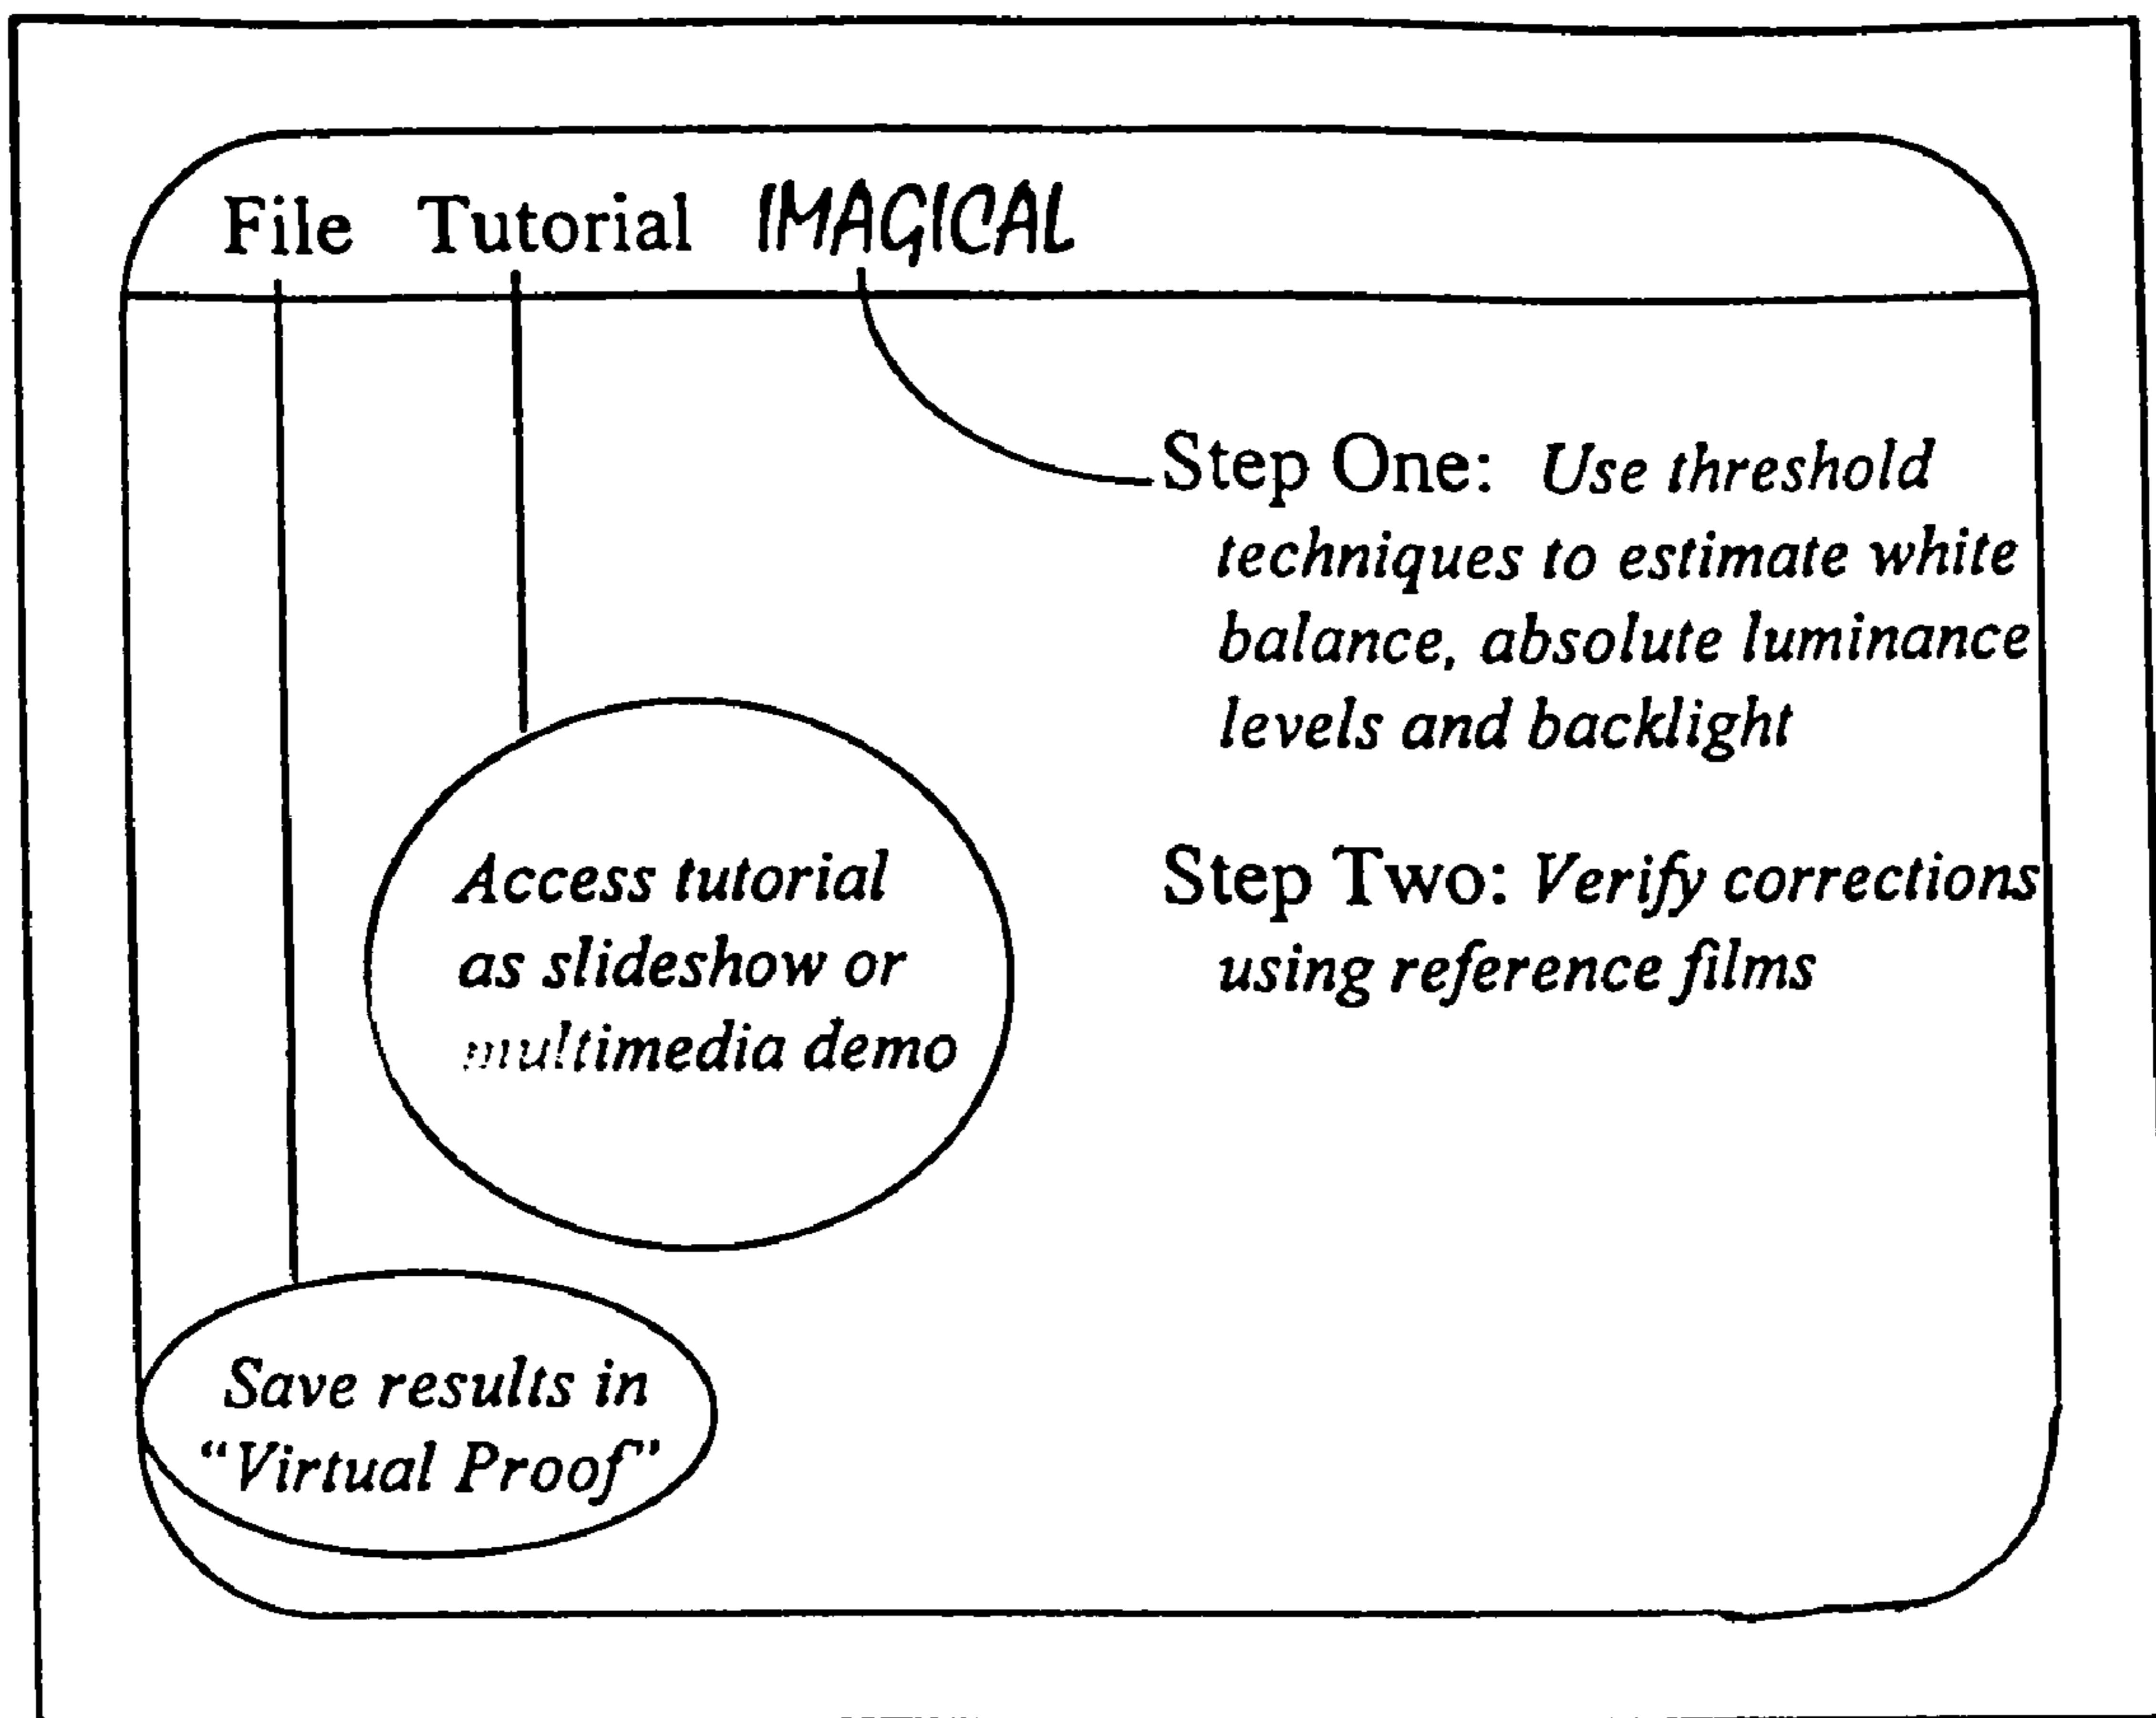 File Tutorial IMAGICAL
Step One: Use threshold
techniques to estimate white
balance, absolute luminance
levels and backlight
Step Two: Verify corrections
using reference films
Access tutorial
as slideshow or
multimedia demo
Save results in
“Virtual Proof”